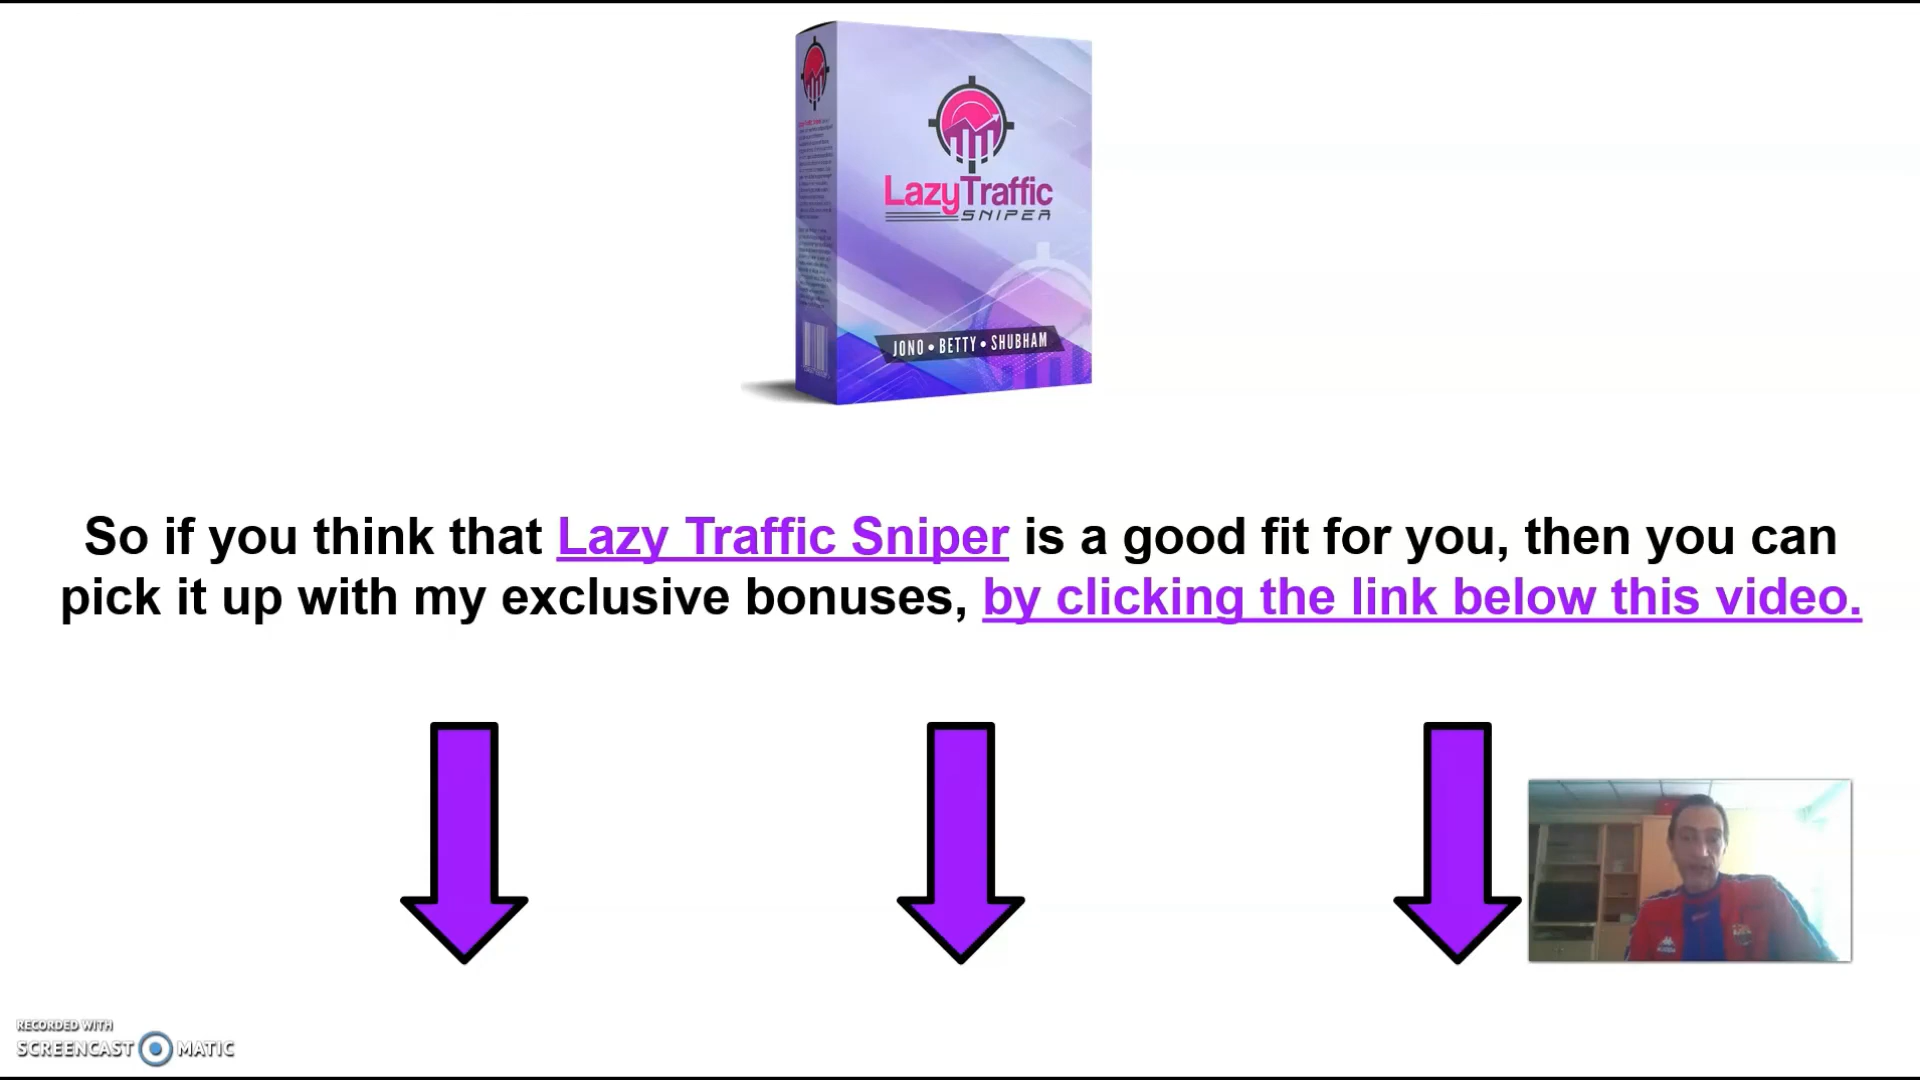 LazyTraffic
SNIPER
JONO • BETTY • SHUBHAM
So if you think that Lazy Traffic Sniper is a good fit for you, then you can
pick it up with my exclusive bonuses, by clicking the link below this video.
Kappa
RECORDED WITH
SCREENCAST MATIC